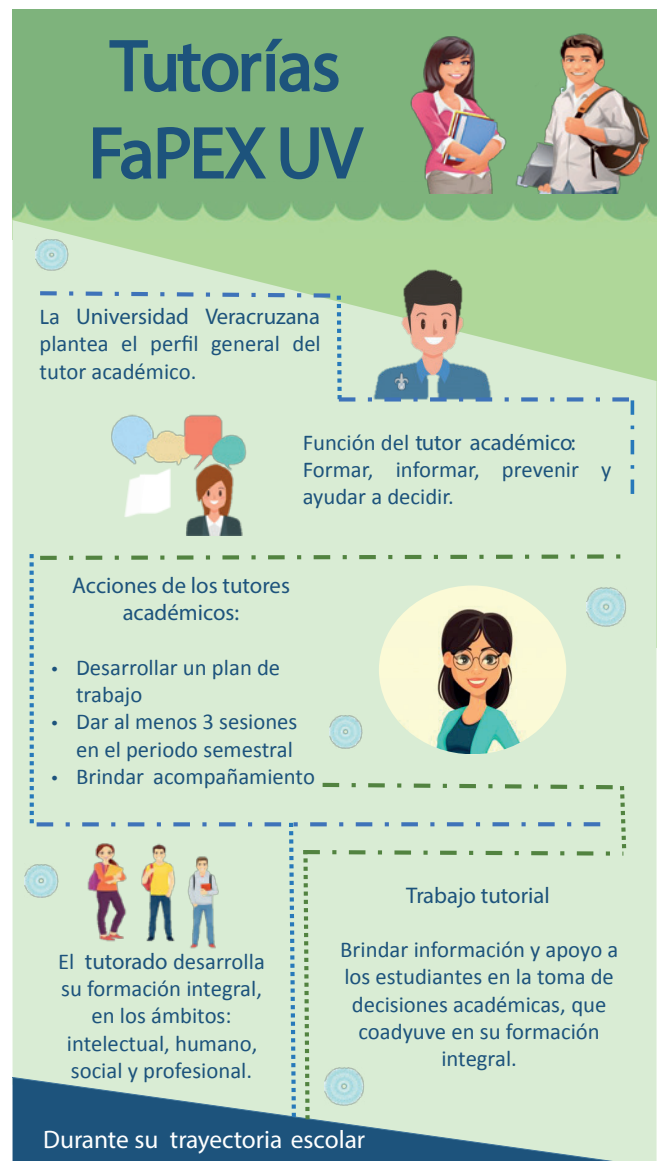 Tutorías
FaPEX UV
La Universidad Veracruzana
plantea el perfil general del
tutor académico.
Función del tutor académico:
Formar, informar, prevenir y
ayudar a decidir.
Acciones de los tutores
académicos:
• Desarrollar un plan de
trabajo
• Dar al menos 3 sesiones
en el periodo semestral
• Brindar acompañamiento
El tutorado desarrolla
su formación integral,
en los ámbitos:
intelectual, humano,
social y profesional.
Trabajo tutorial
Brindar información y apoyo a
los estudiantes en la toma de
decisiones académicas, que
coadyuve en su formación
integral.
Durante su trayectoria escolar